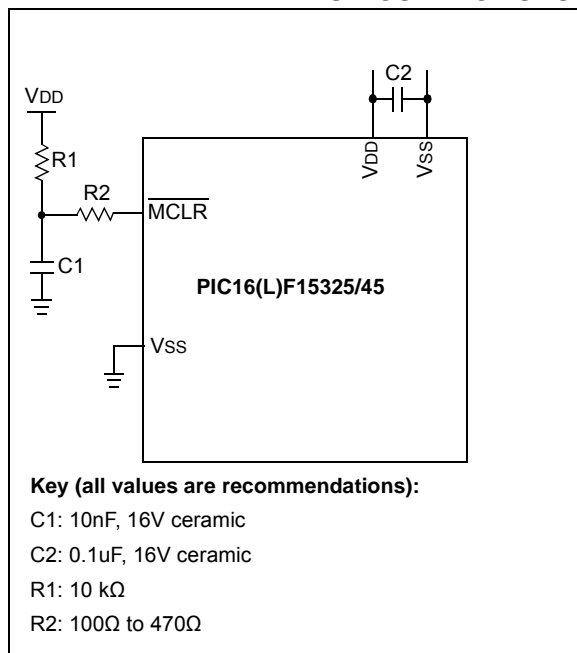 C2
VDD
R1
R2
MCLR
VDD
VSS
C1
PIC16(L)F15325/45
VSS
Key (all values are recommendations):
C1: 10nF, 16V ceramic
C2: 0.1uF, 16V ceramic
R1: 10 kΩ
R2: 100Ω to 470Ω